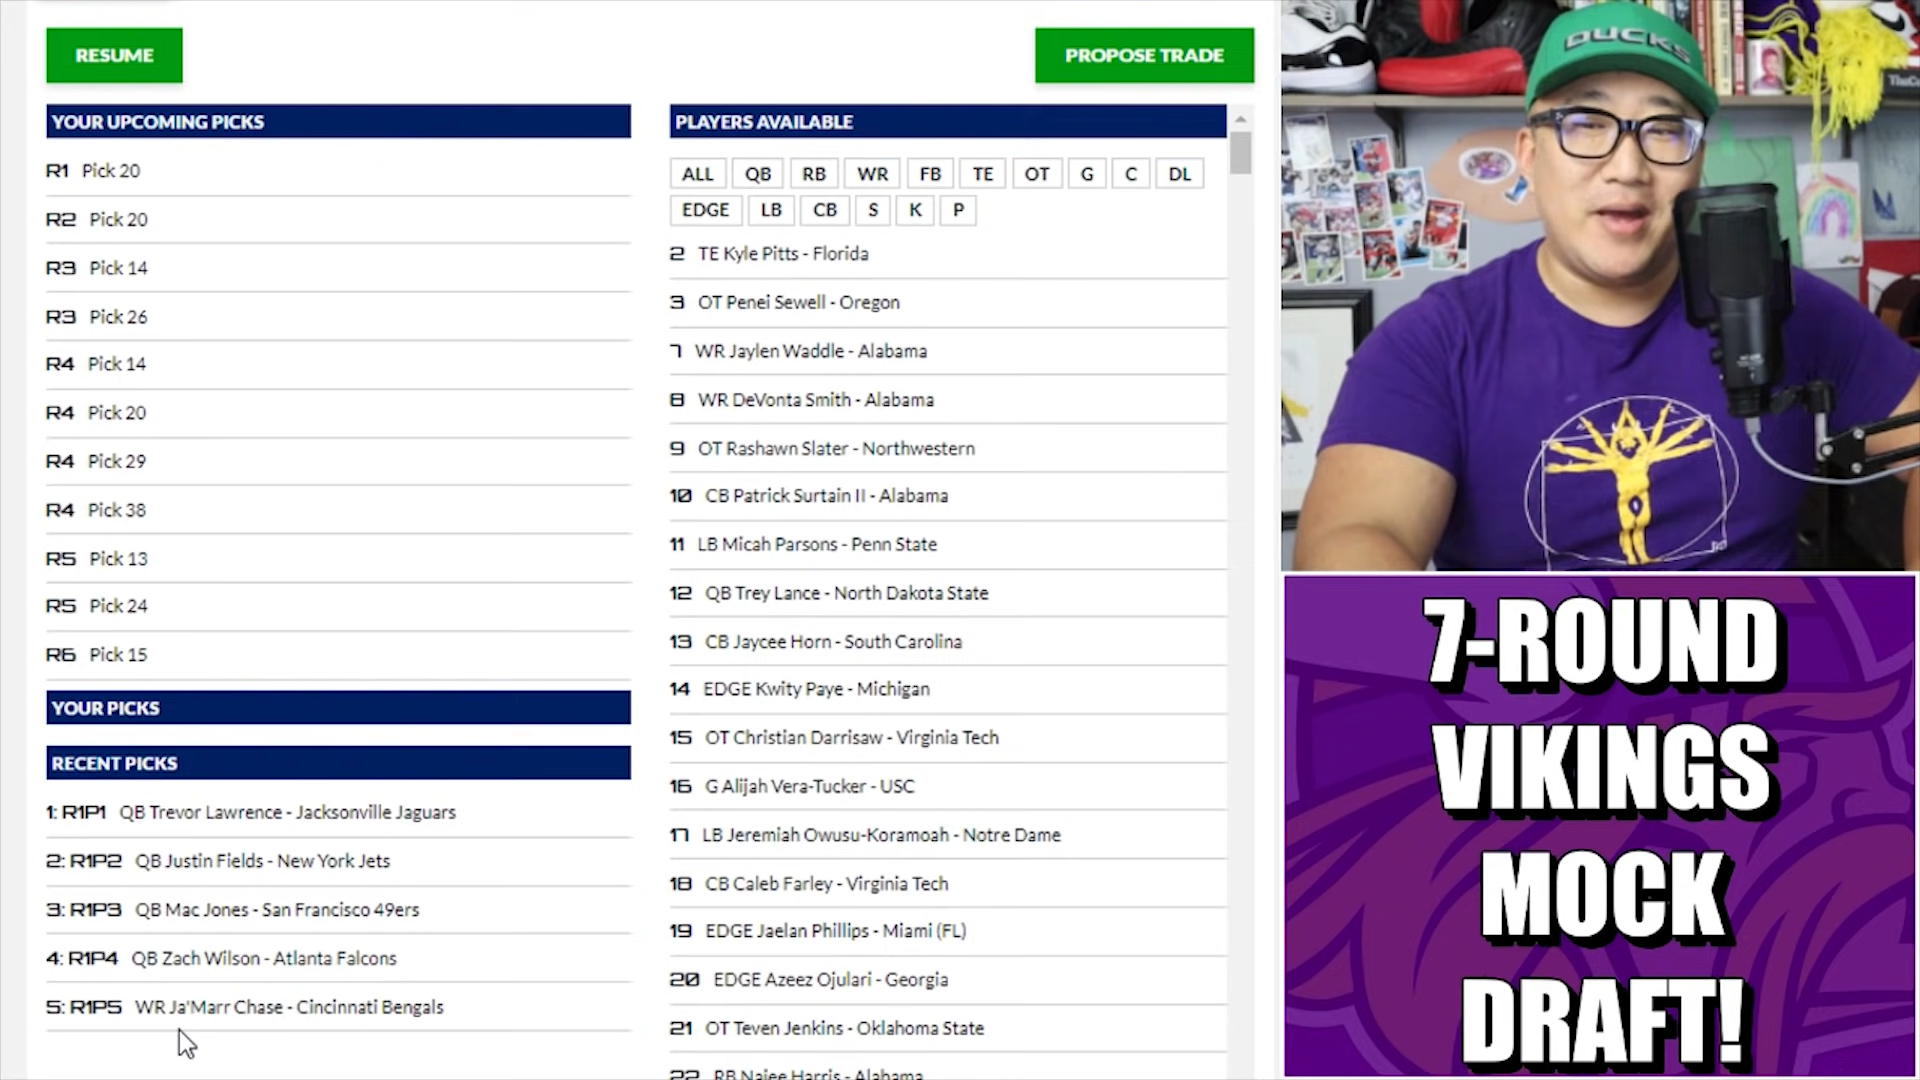 RESUME
PROPOSE TRADE
YOUR UPCOMING PICKS
R1 Pick 20
R2 Pick 20
R3 Pick 14
R3 Pick 26
R4 Pick 14
R4 Pick 20
R4 Pick 29
R4 Pick 38
R5 Pick 13
R5 Pick 24
R6 Pick 15
YOUR PICKS
RECENT PICKS
1: R1P1 QB Trevor Lawrence - Jacksonville Jaguars
2: R1P2 QB Justin Fields - New York Jets
3: R1P3 QB Mac Jones - San Francisco 49ers
4: R1P4 QB Zach Wilson - Atlanta Falcons
5: R1P5 WR Ja'Marr Chase - Cincinnati Bengals
PLAYERS AVAILABLE
ALL QB RB WR FB TE OT G C DL
EDGE LB CB S K P
2 TE Kyle Pitts - Florida
3 OT Penei Sewell - Oregon
7 WR Jaylen Waddle - Alabama
8 WR DeVonta Smith - Alabama
9 OT Rashawn Slater - Northwestern
10 CB Patrick Surtain II - Alabama
11 LB Micah Parsons - Penn State
12 QB Trey Lance - North Dakota State
13 CB Jaycee Horn - South Carolina
14 EDGE Kwity Paye - Michigan
15 OT Christian Darrisaw - Virginia Tech
16 G Alijah Vera-Tucker - USC
17 LB Jeremiah Owusu-Koramoah - Notre Dame
18 CB Caleb Farley - Virginia Tech
19 EDGE Jaelan Phillips - Miami (FL)
20 EDGE Azeez Ojulari - Georgia
21 OT Teven Jenkins - Oklahoma State
22 RB Najee Harris - Alabama
DUCKS
7-ROUND
VIKINGS
MOCK
DRAFT!